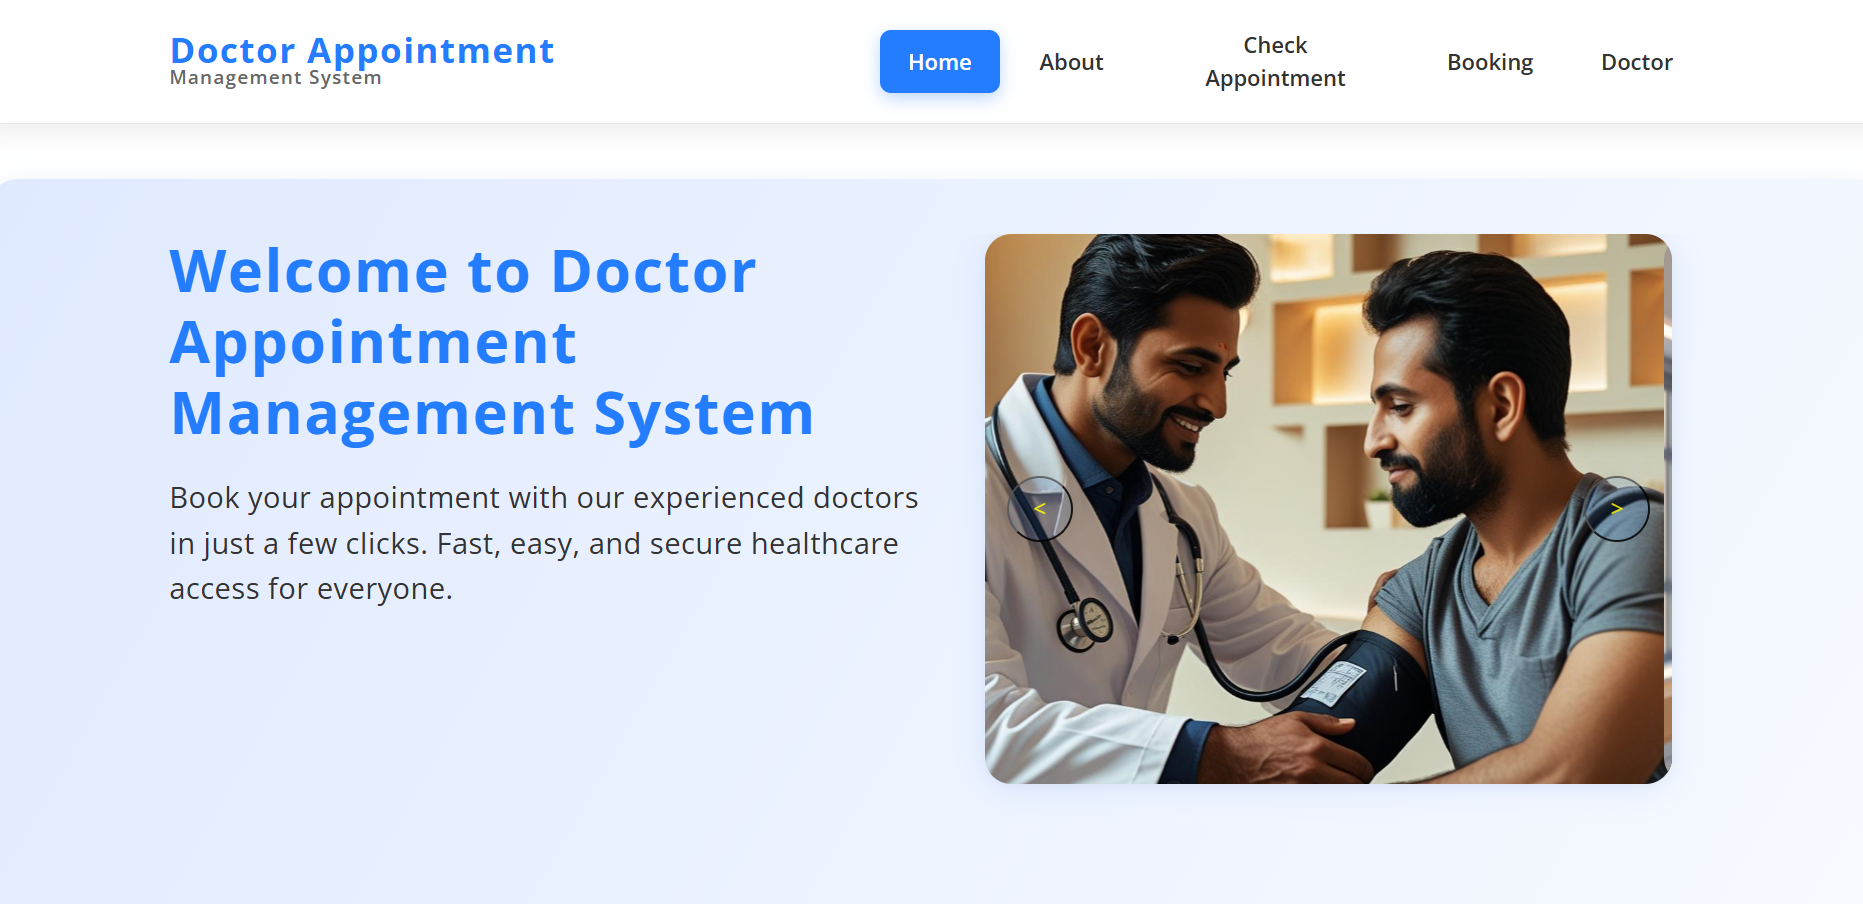 Doctor Appointment
Management System
Home
About
Check
Appointment
Booking
Doctor
Welcome to Doctor
Appointment
Management System
Book your appointment with our experienced doctors
in just a few clicks. Fast, easy, and secure healthcare
access for everyone.
<
>